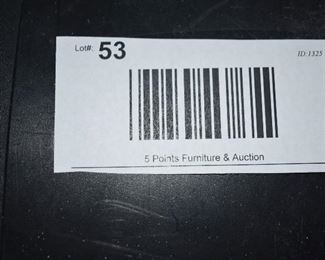 Lot#: 53 ID:1325
5 Points Furniture & Auction